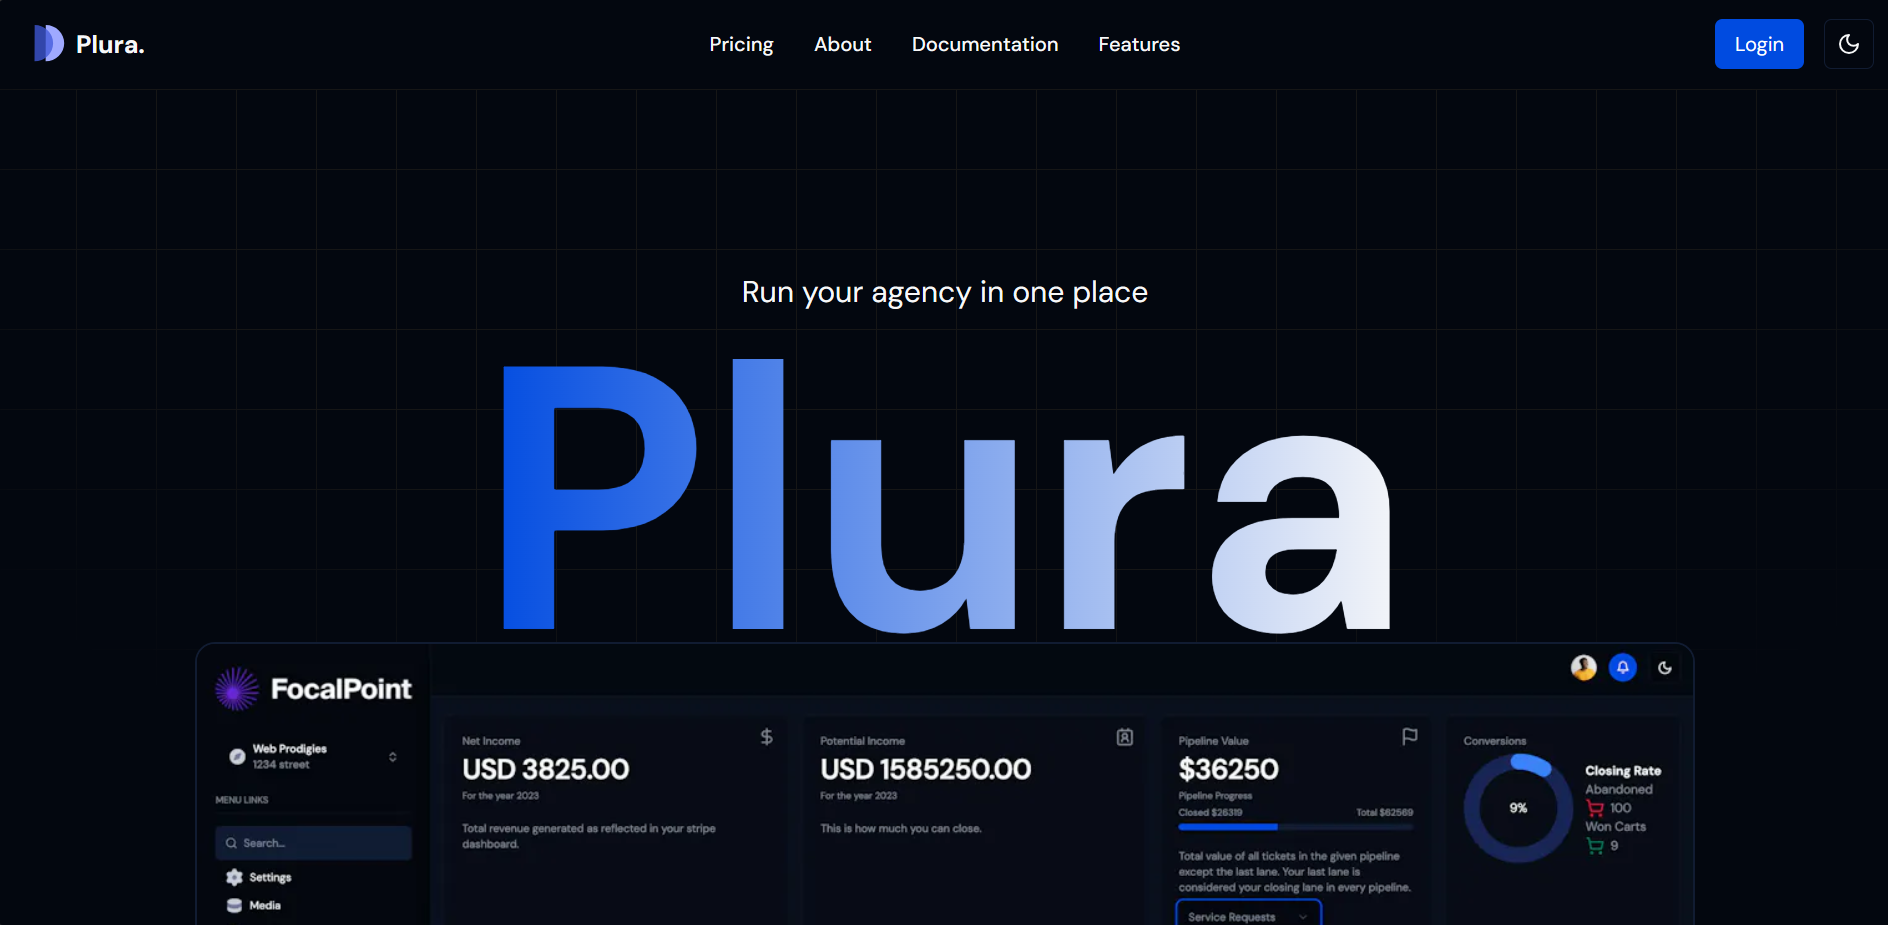 Plura.
Pricing
About
Documentation
Features
Login
Run your agency in one place
Plura
FocalPoint
Web Prodigies
1234 street
MENU LINKS
Search...
Settings
Media
Net Income
USD 3825.00
For the year 2023
Total revenue generated as reflected in your stripe
dashboard.
Potential Income
USD 1585250.00
For the year 2023
This is how much you can close.
Pipeline Value
$36250
Pipeline Progress
Closed $26319
Total $62569
Total value of all tickets in the given pipeline
except the last lane. Your last lane is
considered your closing lane in every pipeline.
Service Requests
Conversions
9%
Closing Rate
Abandoned
100
Won Carts
9